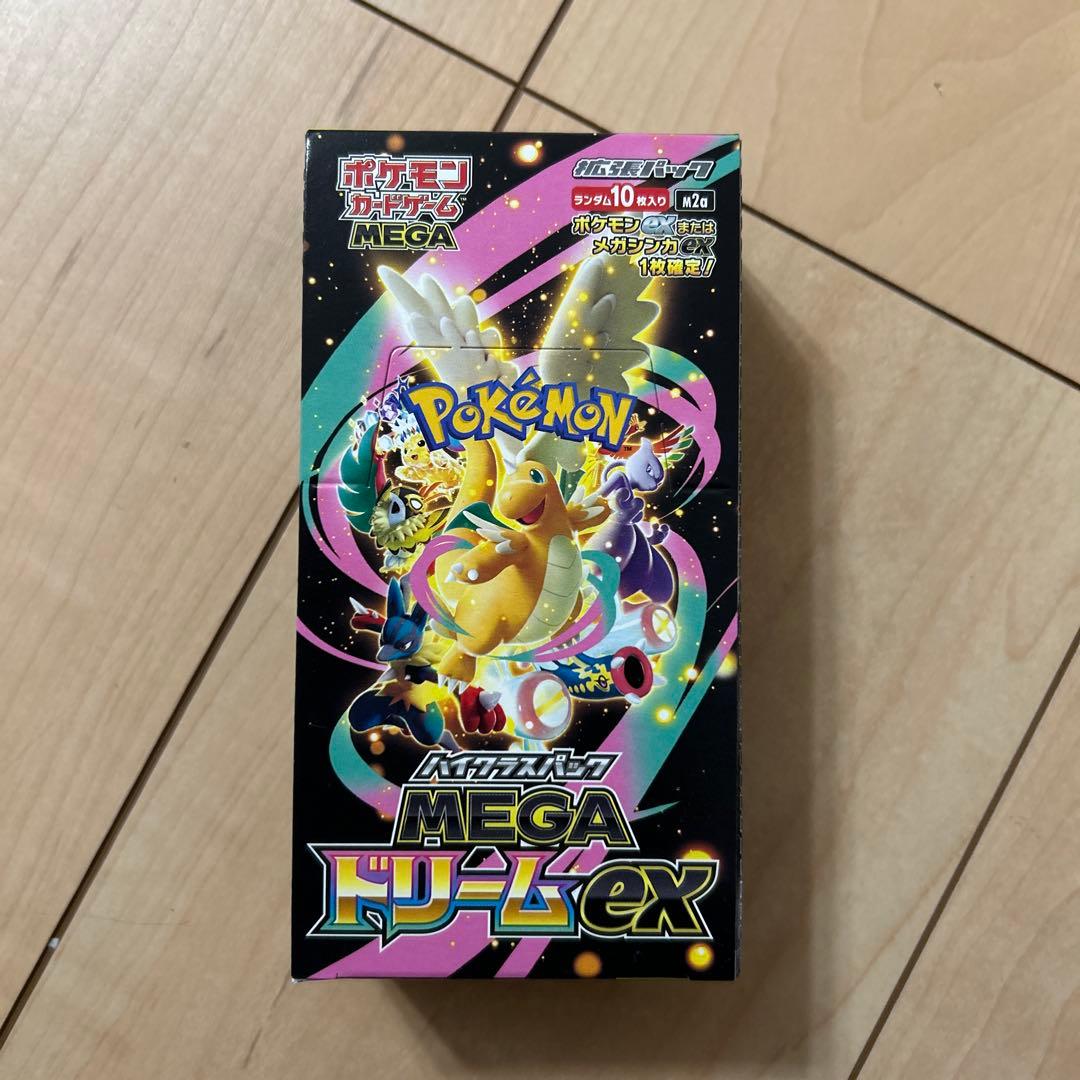 ポケモン
カードゲーム™
MEGA
拡張パック
ランダム10枚入り M2a
ポケモンexまたは
メガシンカex
1枚確定!
POKéMON™
ハイクラスパック
MEGA
ドリームex